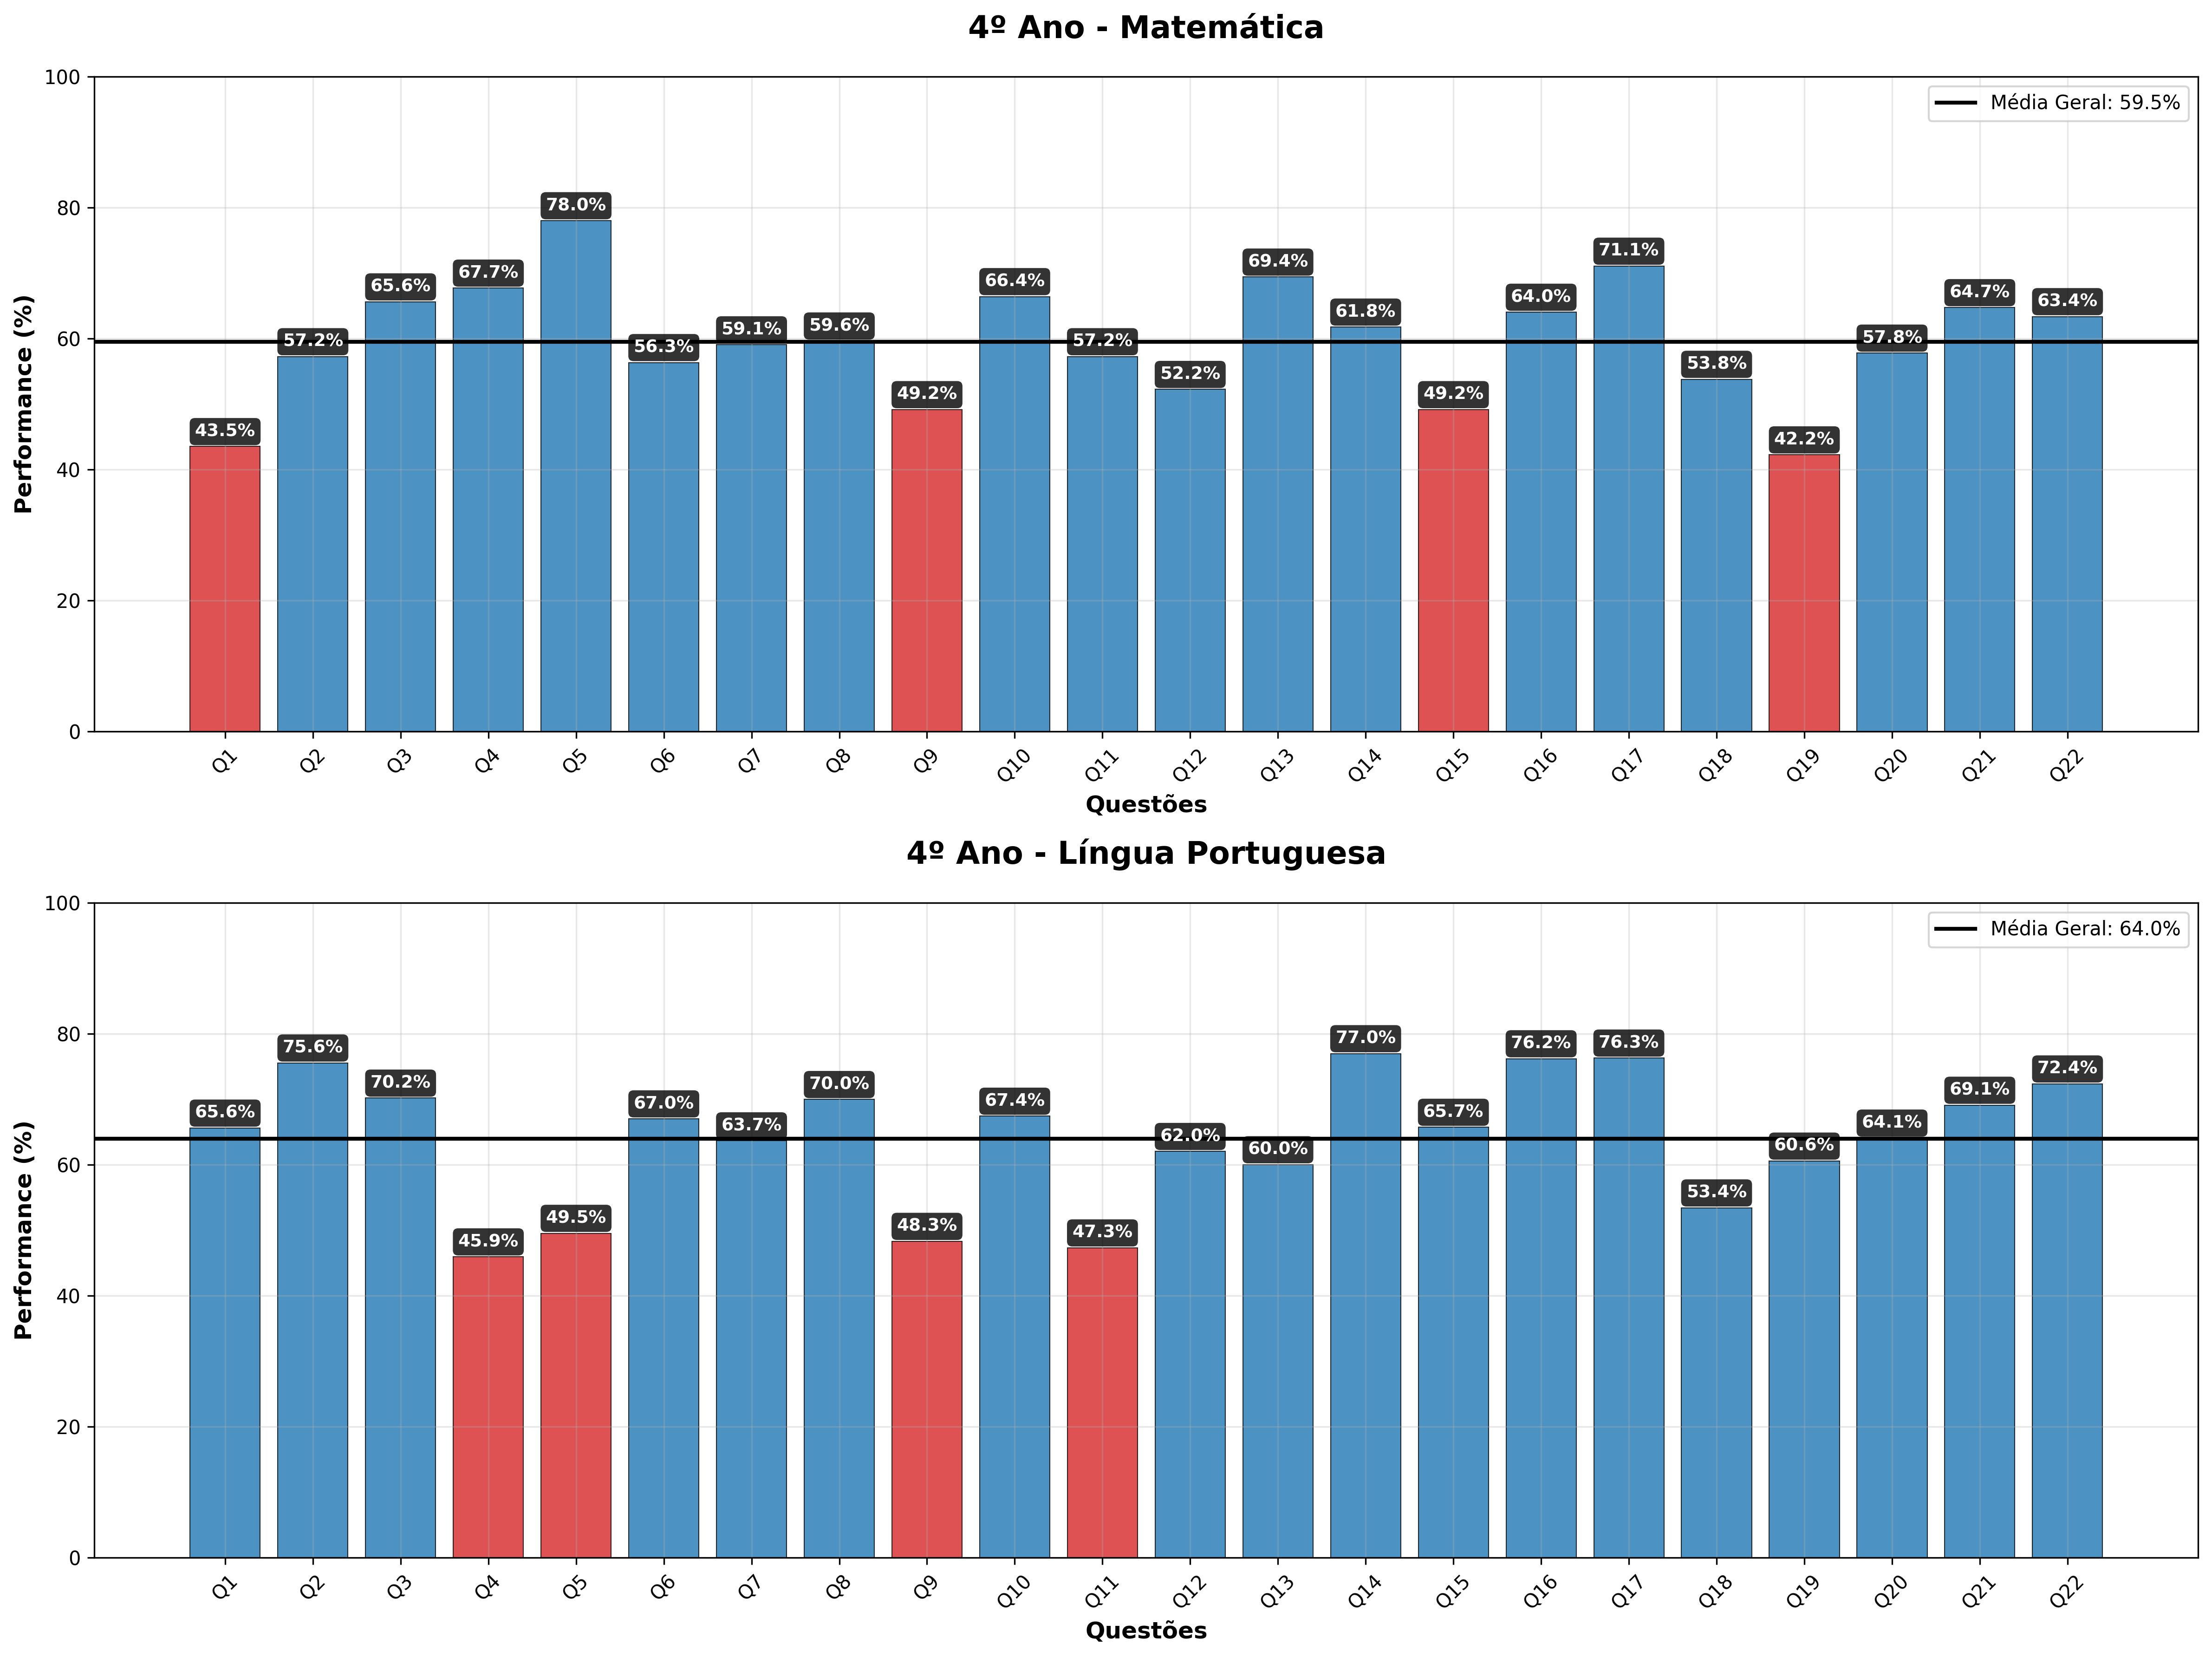 4º Ano - Matemática
Média Geral: 59.5%
Performance (%)
100
80
60
40
20
0
43.5%
57.2%
65.6%
67.7%
78.0%
56.3%
59.1%
59.6%
49.2%
66.4%
57.2%
52.2%
69.4%
61.8%
49.2%
64.0%
71.1%
53.8%
42.2%
57.8%
64.7%
63.4%
Q1
Q2
Q3
Q4
Q5
Q6
Q7
Q8
Q9
Q10
Q11
Q12
Q13
Q14
Q15
Q16
Q17
Q18
Q19
Q20
Q21
Q22
Questões
4º Ano - Língua Portuguesa
Média Geral: 64.0%
Performance (%)
100
80
60
40
20
0
65.6%
75.6%
70.2%
45.9%
49.5%
67.0%
63.7%
70.0%
48.3%
67.4%
47.3%
62.0%
60.0%
77.0%
65.7%
76.2%
76.3%
53.4%
60.6%
64.1%
69.1%
72.4%
Q1
Q2
Q3
Q4
Q5
Q6
Q7
Q8
Q9
Q10
Q11
Q12
Q13
Q14
Q15
Q16
Q17
Q18
Q19
Q20
Q21
Q22
Questões